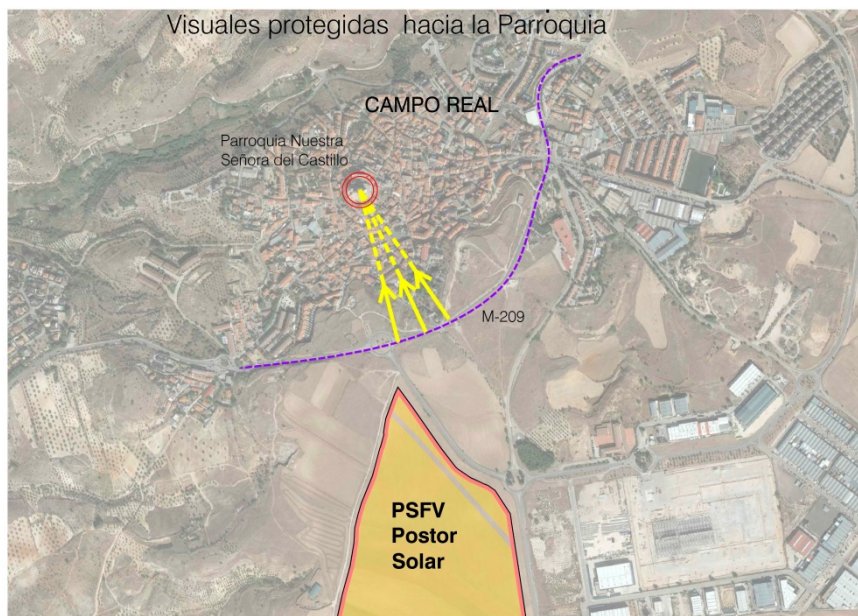 Visuales protegidas hacia la Parroquia
CAMPO REAL
Parroquia Nuestra
Señora del Castillo
M-209
PSFV
Postor
Solar